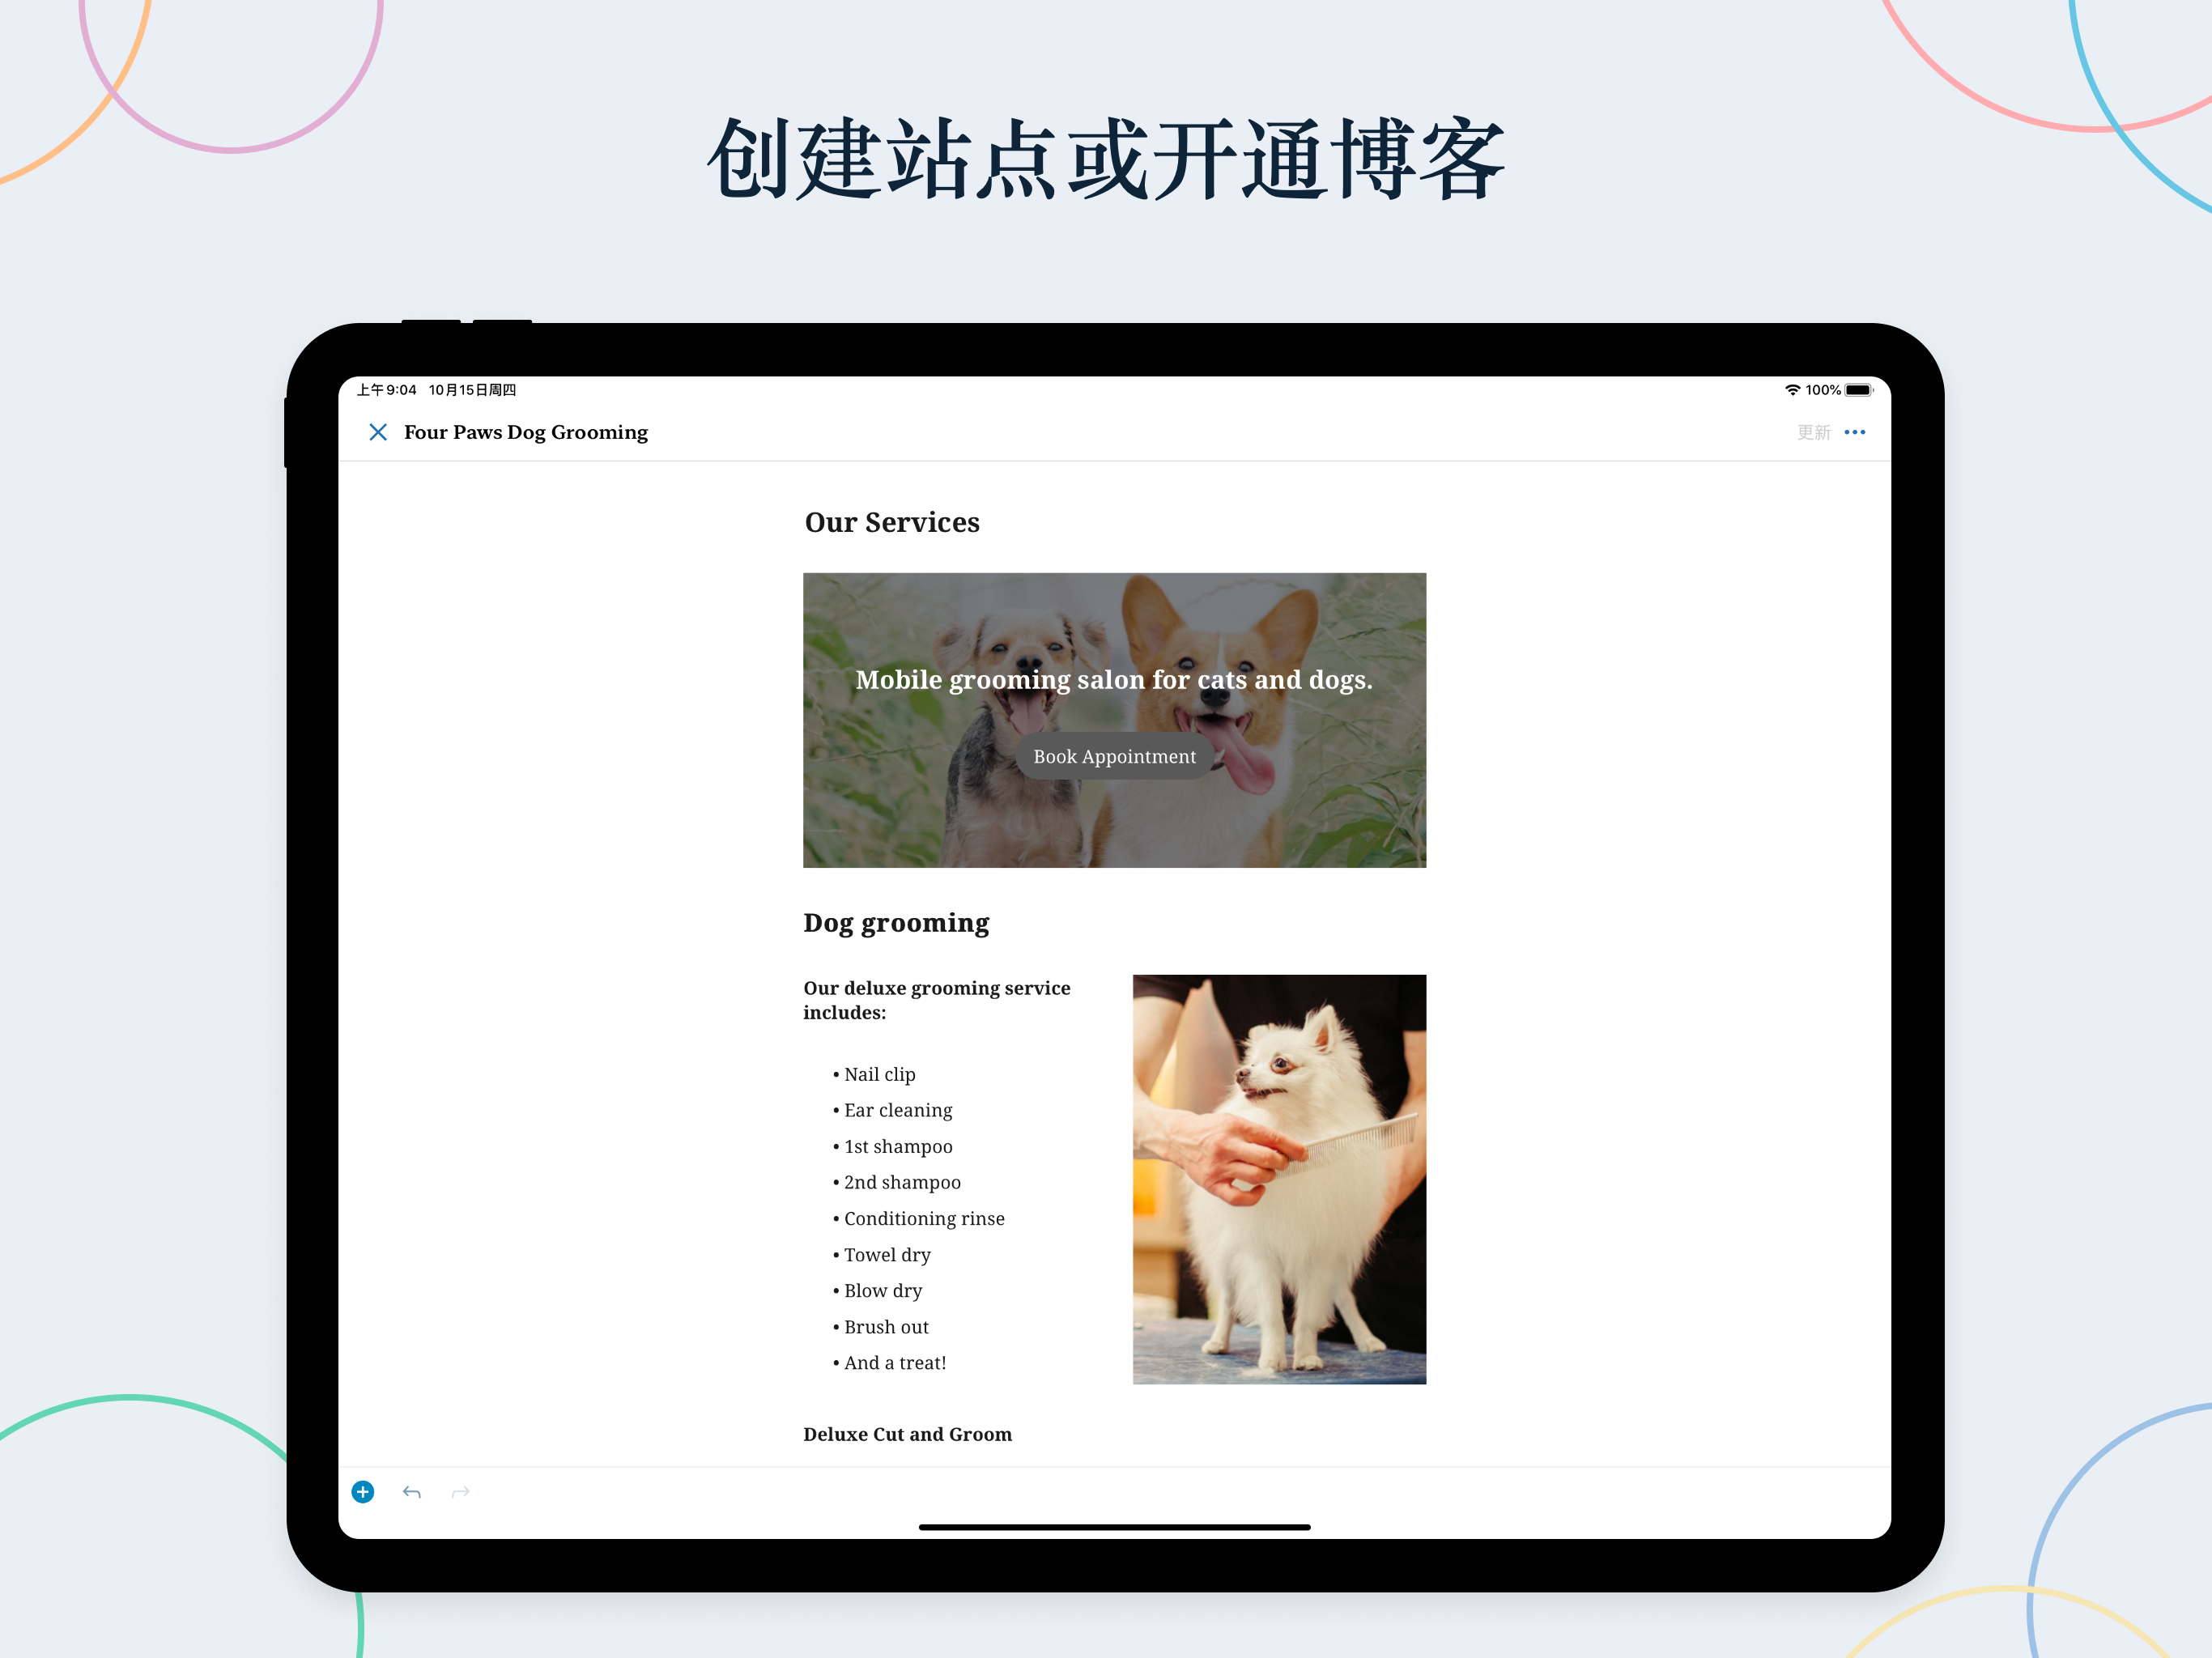 创建站点或开通博客
上午9:04 10月15日周四
100%
Four Paws Dog Grooming
更新
Our Services
Mobile grooming salon for cats and dogs.
Book Appointment
Dog grooming
Our deluxe grooming service
includes:
• Nail clip
• Ear cleaning
• 1st shampoo
• 2nd shampoo
• Conditioning rinse
• Towel dry
• Blow dry
• Brush out
• And a treat!
Deluxe Cut and Groom